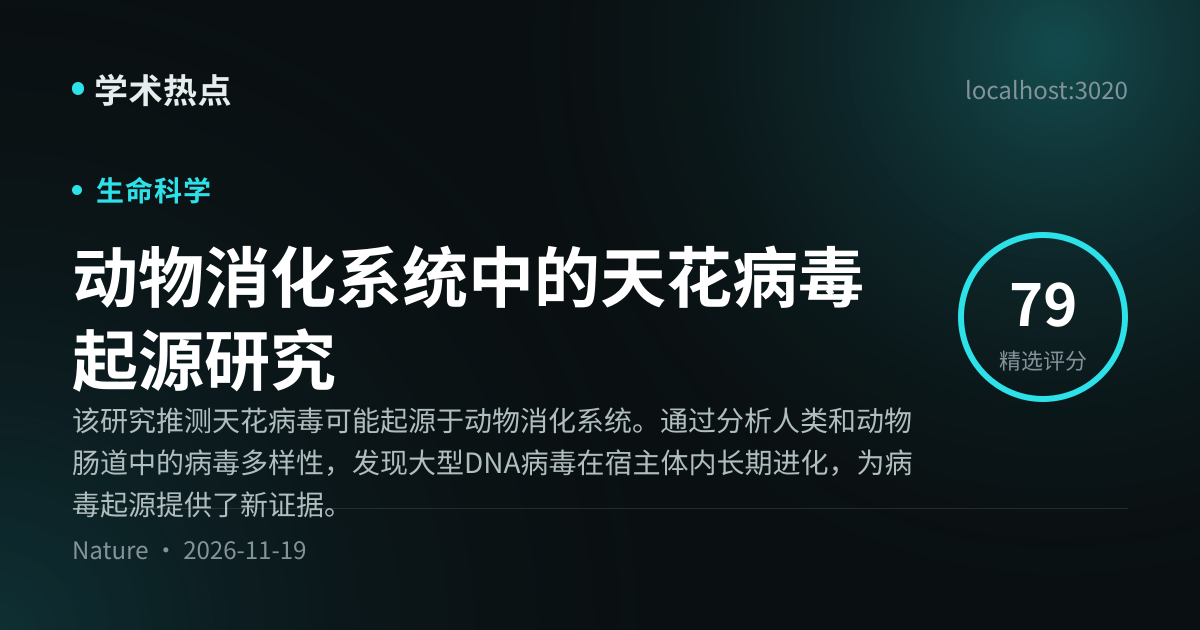 学术热点
localhost:3020
生命科学
动物消化系统中的天花病毒
起源研究
79
精选评分
该研究推测天花病毒可能起源于动物消化系统。通过分析人类和动物
肠道中的病毒多样性，发现大型DNA病毒在宿主体内长期进化，为病
毒起源提供了新证据。
Nature · 2026-11-19